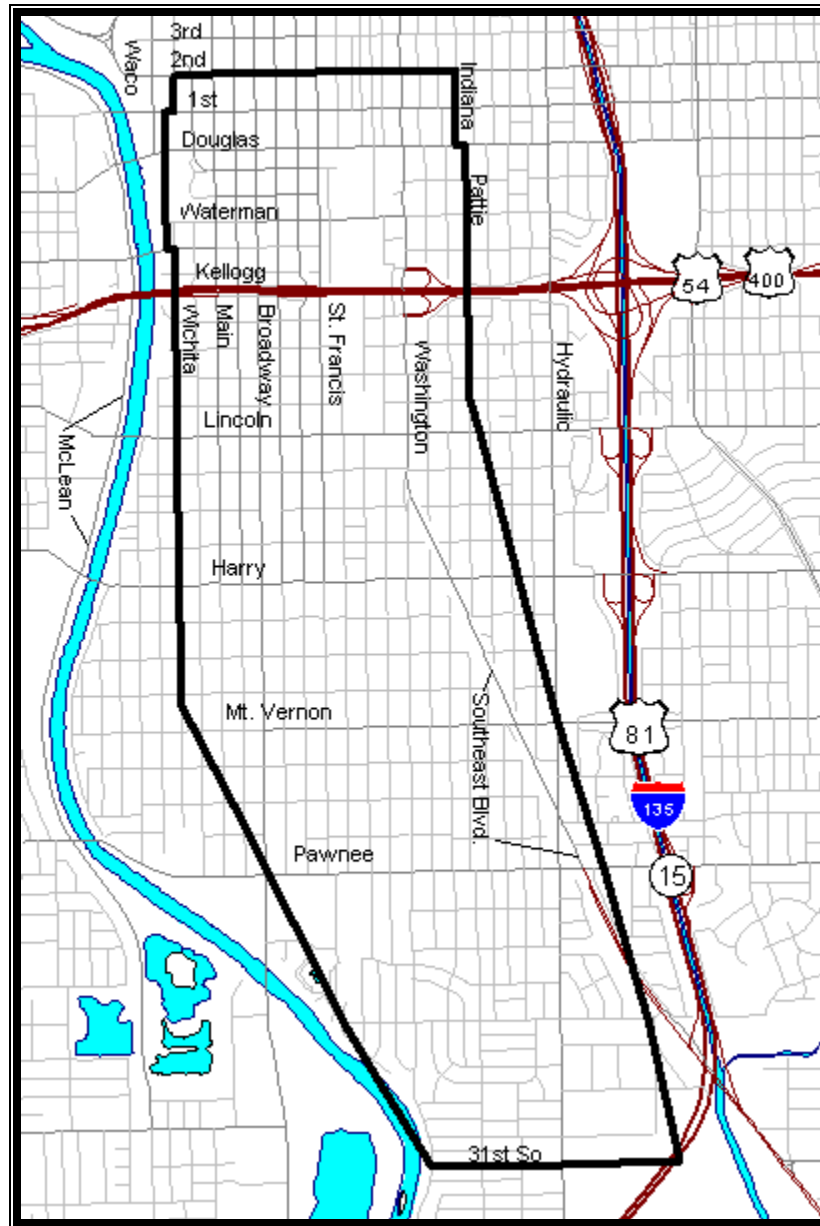 3rd
2nd
Waco
1st
Indiana
Douglas
Pattie
Waterman
Kellogg
54
400
Wichita
Main
Broadway
St. Francis
Washington
Hydraulic
Lincoln
McLean
Harry
Mt. Vernon
Southeast Blvd.
81
135
Pawnee
15
31st So